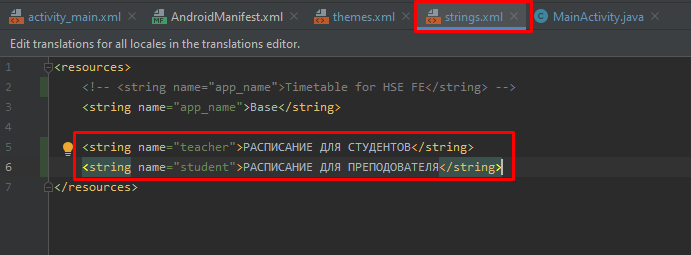 activity_main.xml AndroidManifest.xml themes.xml strings.xml MainActivity.java
Edit translations for all locales in the translations editor.
1 <resources>
2 <!-- <string name="app_name">Timetable for HSE FE</string> -->
3 <string name="app_name">Base</string>
4
5 <string name="teacher">РАСПИСАНИЕ ДЛЯ СТУДЕНТОВ</string>
6 <string name="student">РАСПИСАНИЕ ДЛЯ ПРЕПОДОВАТЕЛЯ</string>
7 </resources>